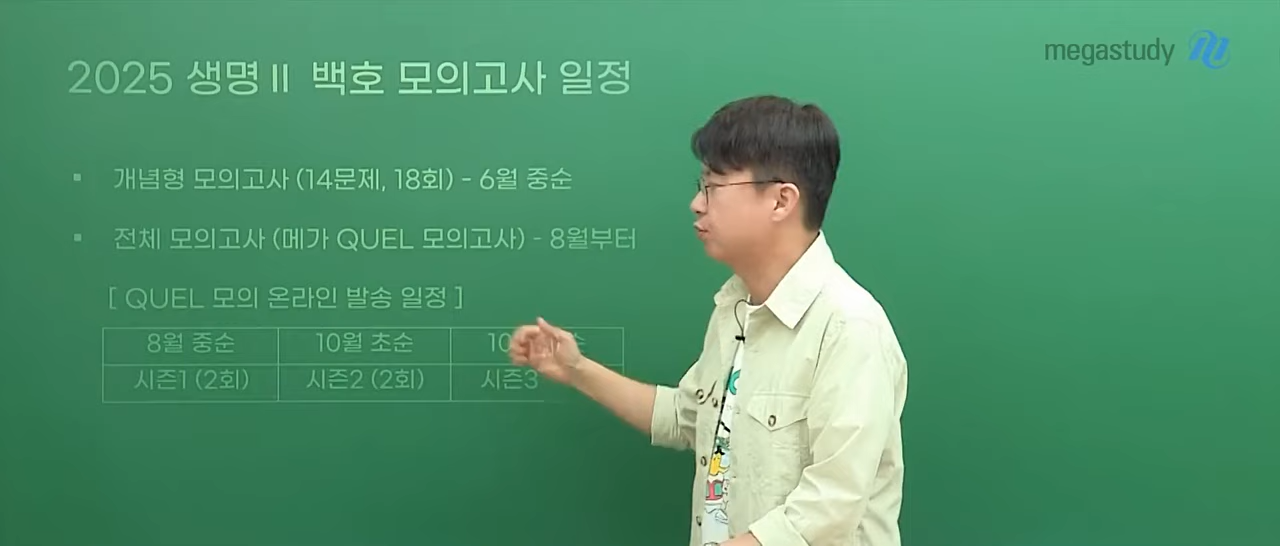 megastudy
2025 생명Ⅱ 백호 모의고사 일정
▪ 개념형 모의고사 (14문제, 18회) - 6월 중순
▪ 전체 모의고사 (메가 QUEL 모의고사) - 8월부터
[ QUEL 모의 온라인 발송 일정 ]
8월 중순 10월 초순 10
시즌1 (2회) 시즌2 (2회) 시즌3